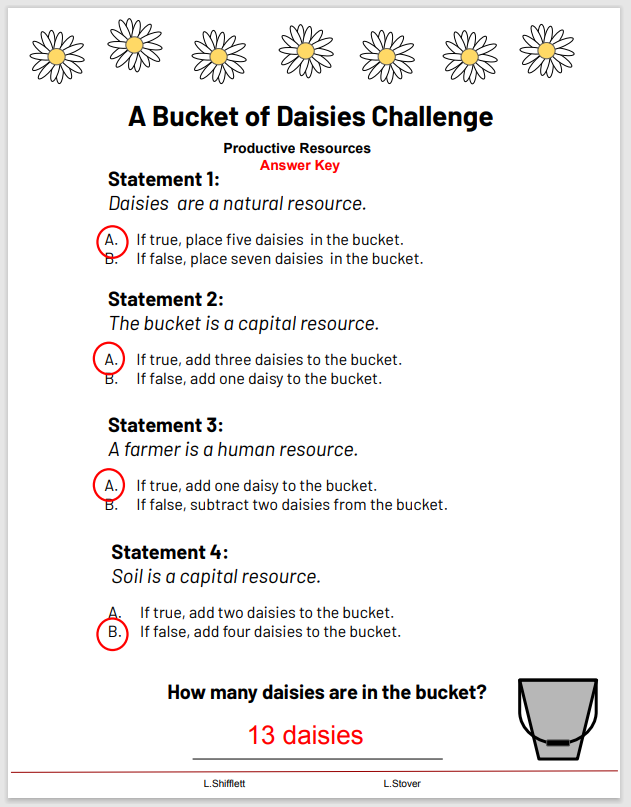 A Bucket of Daisies Challenge
Productive Resources
Answer Key
Statement 1:
Daisies are a natural resource.
A. If true, place five daisies in the bucket.
B. If false, place seven daisies in the bucket.
Statement 2:
The bucket is a capital resource.
A. If true, add three daisies to the bucket.
B. If false, add one daisy to the bucket.
Statement 3:
A farmer is a human resource.
A. If true, add one daisy to the bucket.
B. If false, subtract two daisies from the bucket.
Statement 4:
Soil is a capital resource.
A. If true, add two daisies to the bucket.
B. If false, add four daisies to the bucket.
How many daisies are in the bucket?
13 daisies
L.Shifflett L.Stover